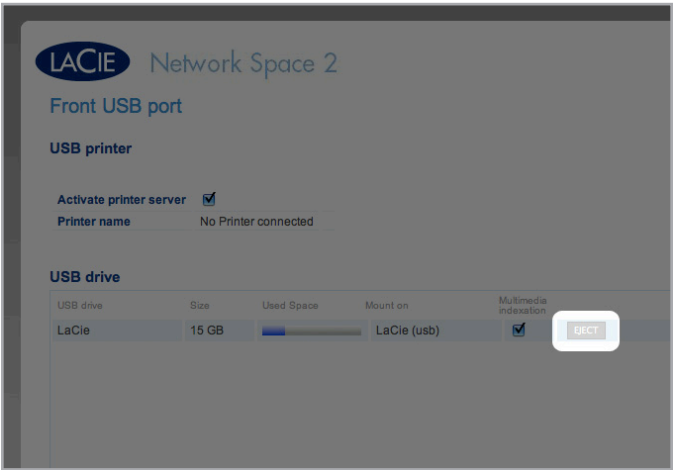 LACIE Network Space 2
Front USB port
USB printer
Activate printer server
Printer name No Printer connected
USB drive
USB drive Size Used Space Mount on Multimedia
indexation
LaCie 15 GB LaCie (usb) EJECT